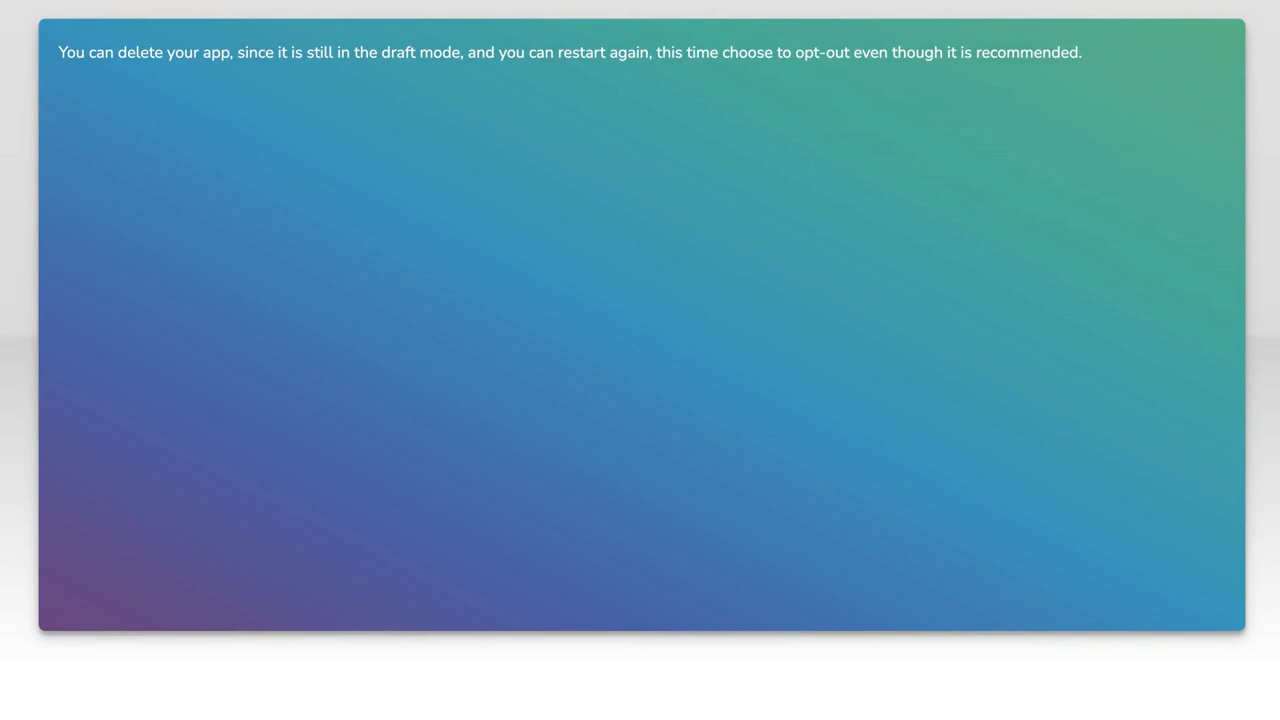 You can delete your app, since it is still in the draft mode, and you can restart again, this time choose to opt-out even though it is recommended.